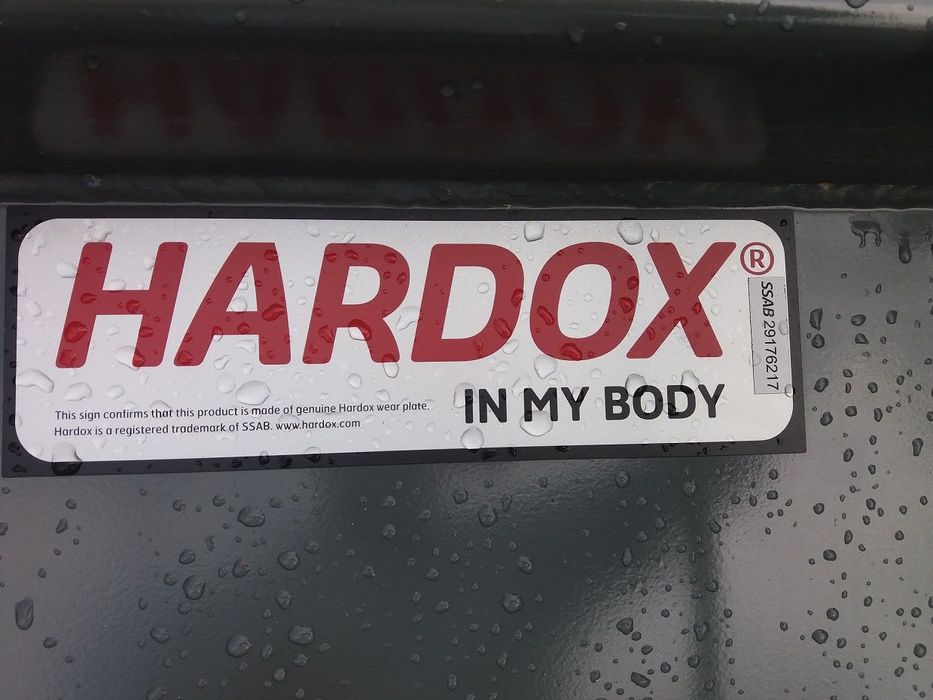 HARDOX®
SSAB 29176217
IN MY BODY
This sign confirms that this product is made of genuine Hardox wear plate.
Hardox is a registered trademark of SSAB. www.hardox.com